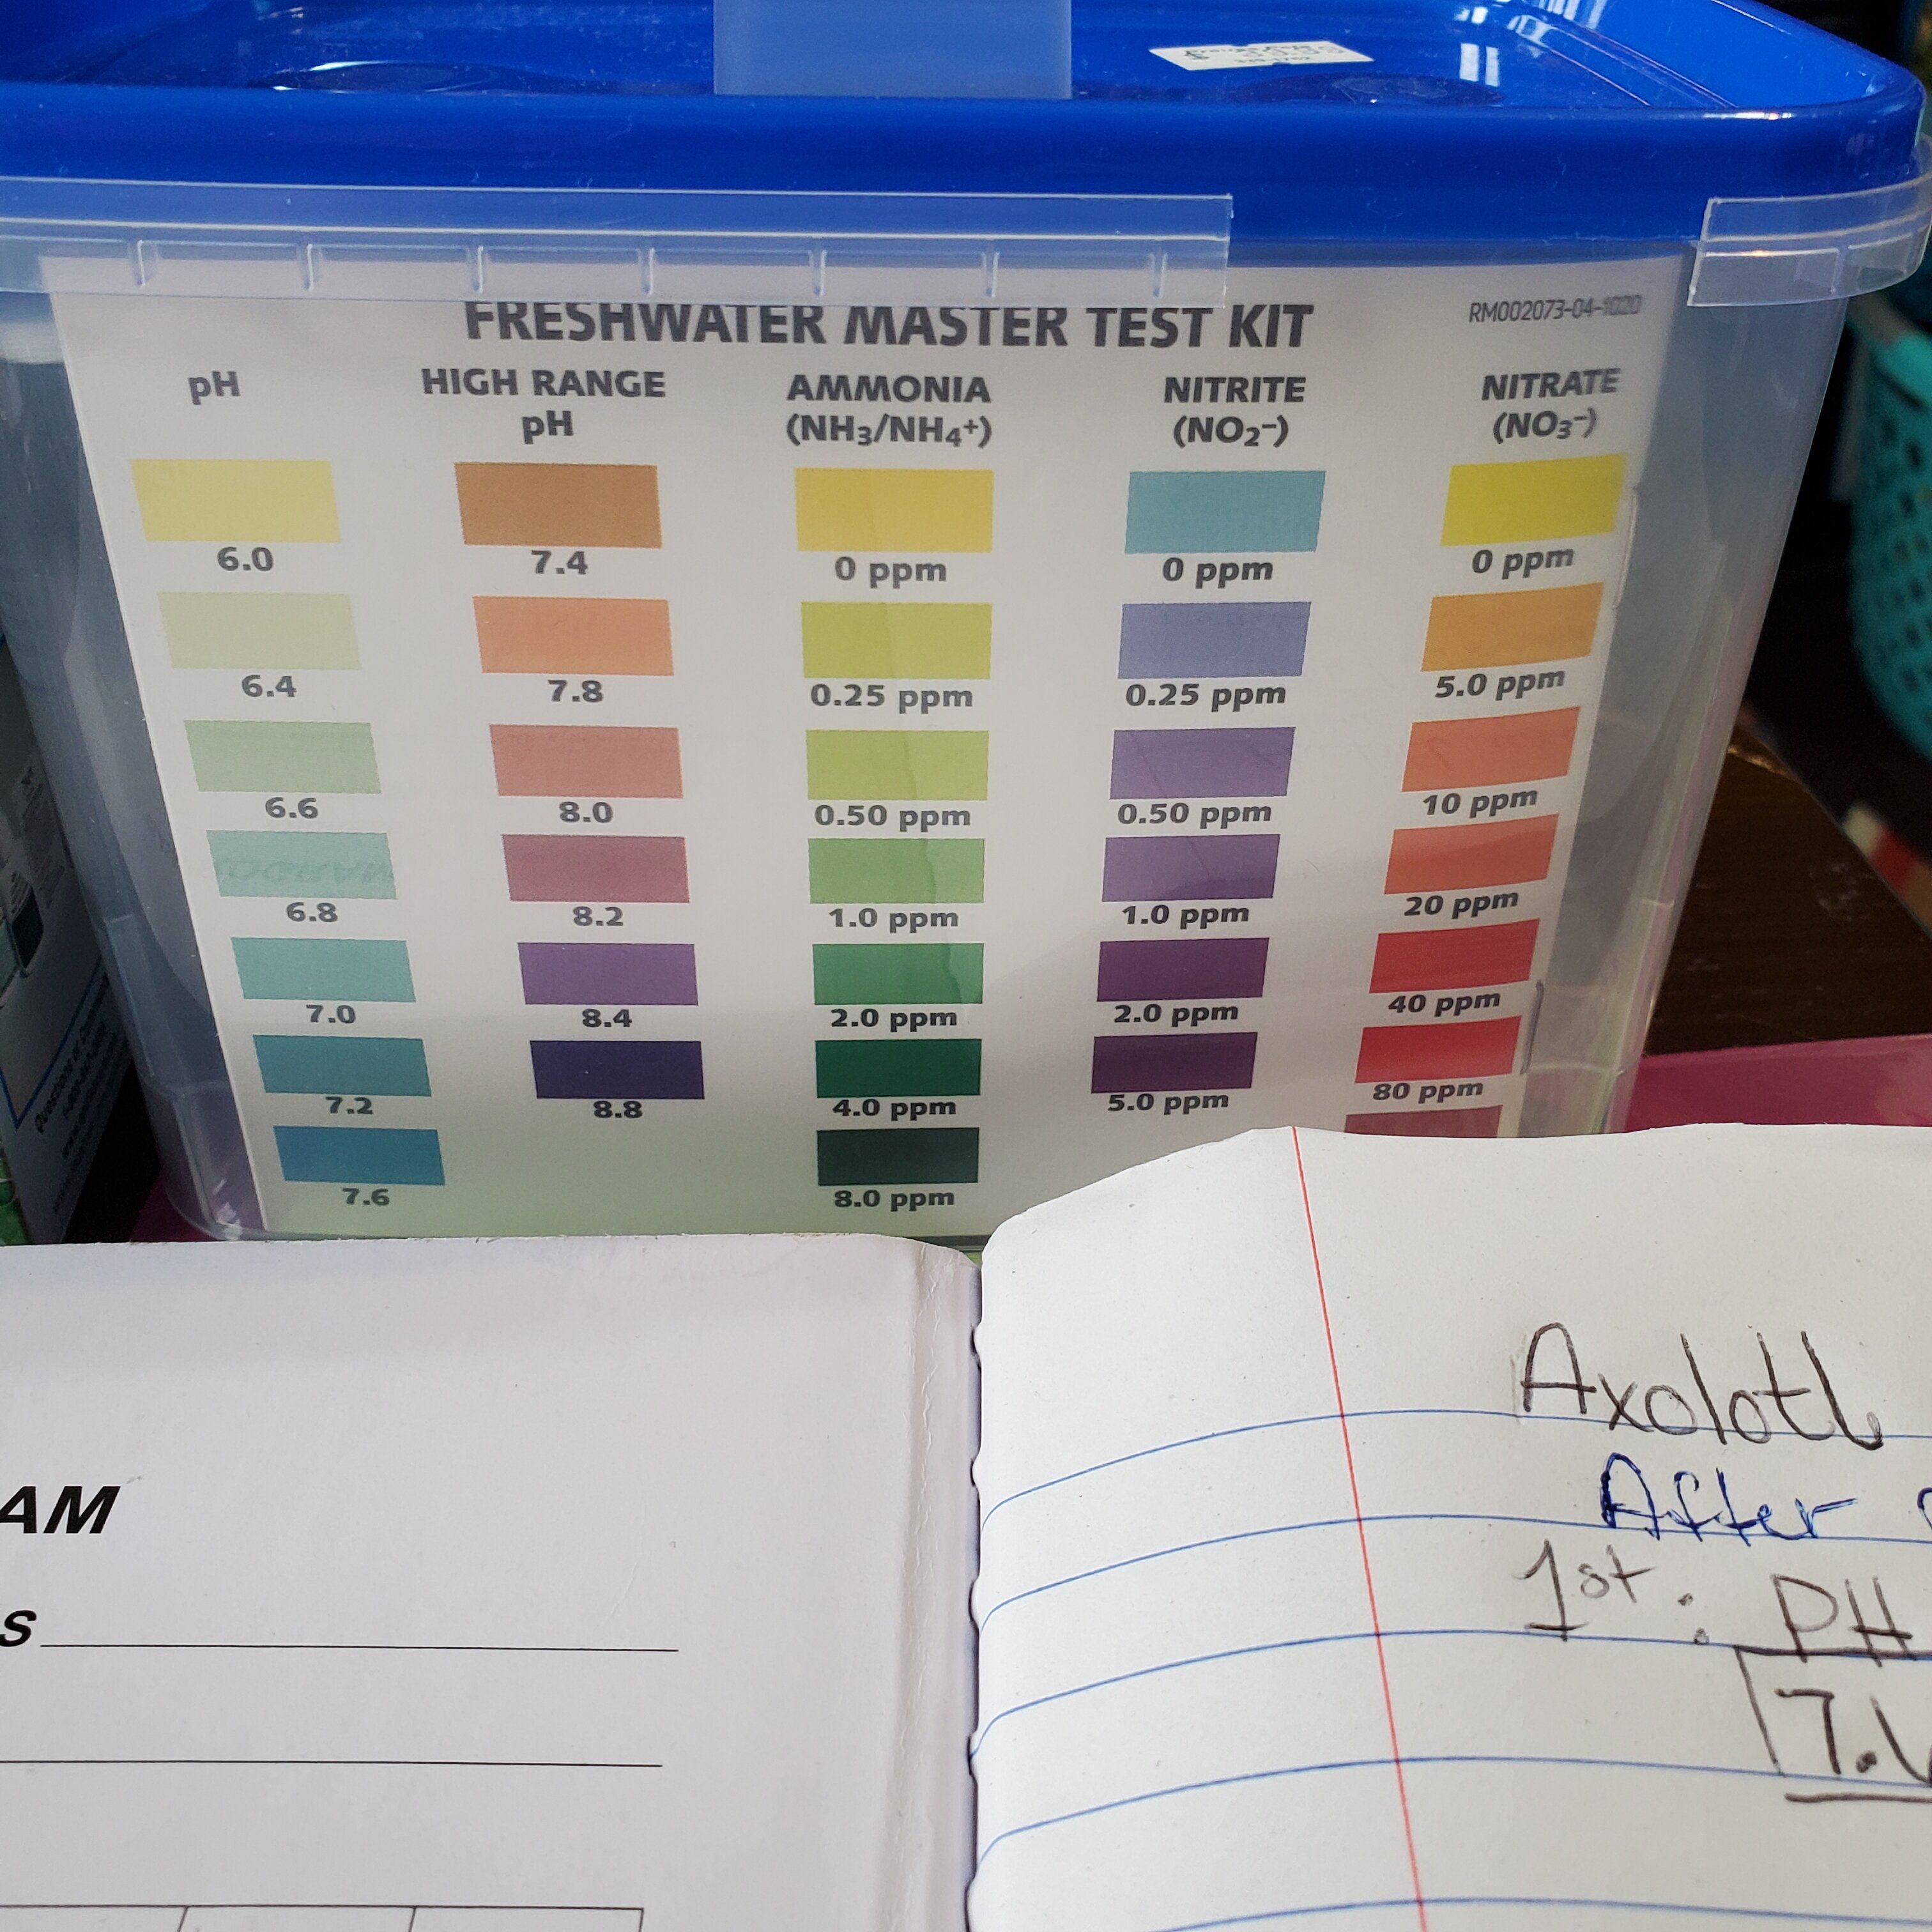 FRESHWATER MASTER TEST KIT
RM002073-04-1020
pH
HIGH RANGE
pH
AMMONIA
(NH₃/NH₄⁺)
NITRITE
(NO₂⁻)
NITRATE
(NO₃⁻)
6.0
7.4
0 ppm
0 ppm
0 ppm
6.4
7.8
0.25 ppm
0.25 ppm
5.0 ppm
6.6
8.0
0.50 ppm
0.50 ppm
10 ppm
6.8
8.2
1.0 ppm
1.0 ppm
20 ppm
7.0
8.4
2.0 ppm
2.0 ppm
40 ppm
7.2
8.8
4.0 ppm
5.0 ppm
80 ppm
7.6
8.0 ppm
AM
S
Axolotl
After
1st: PH
7.